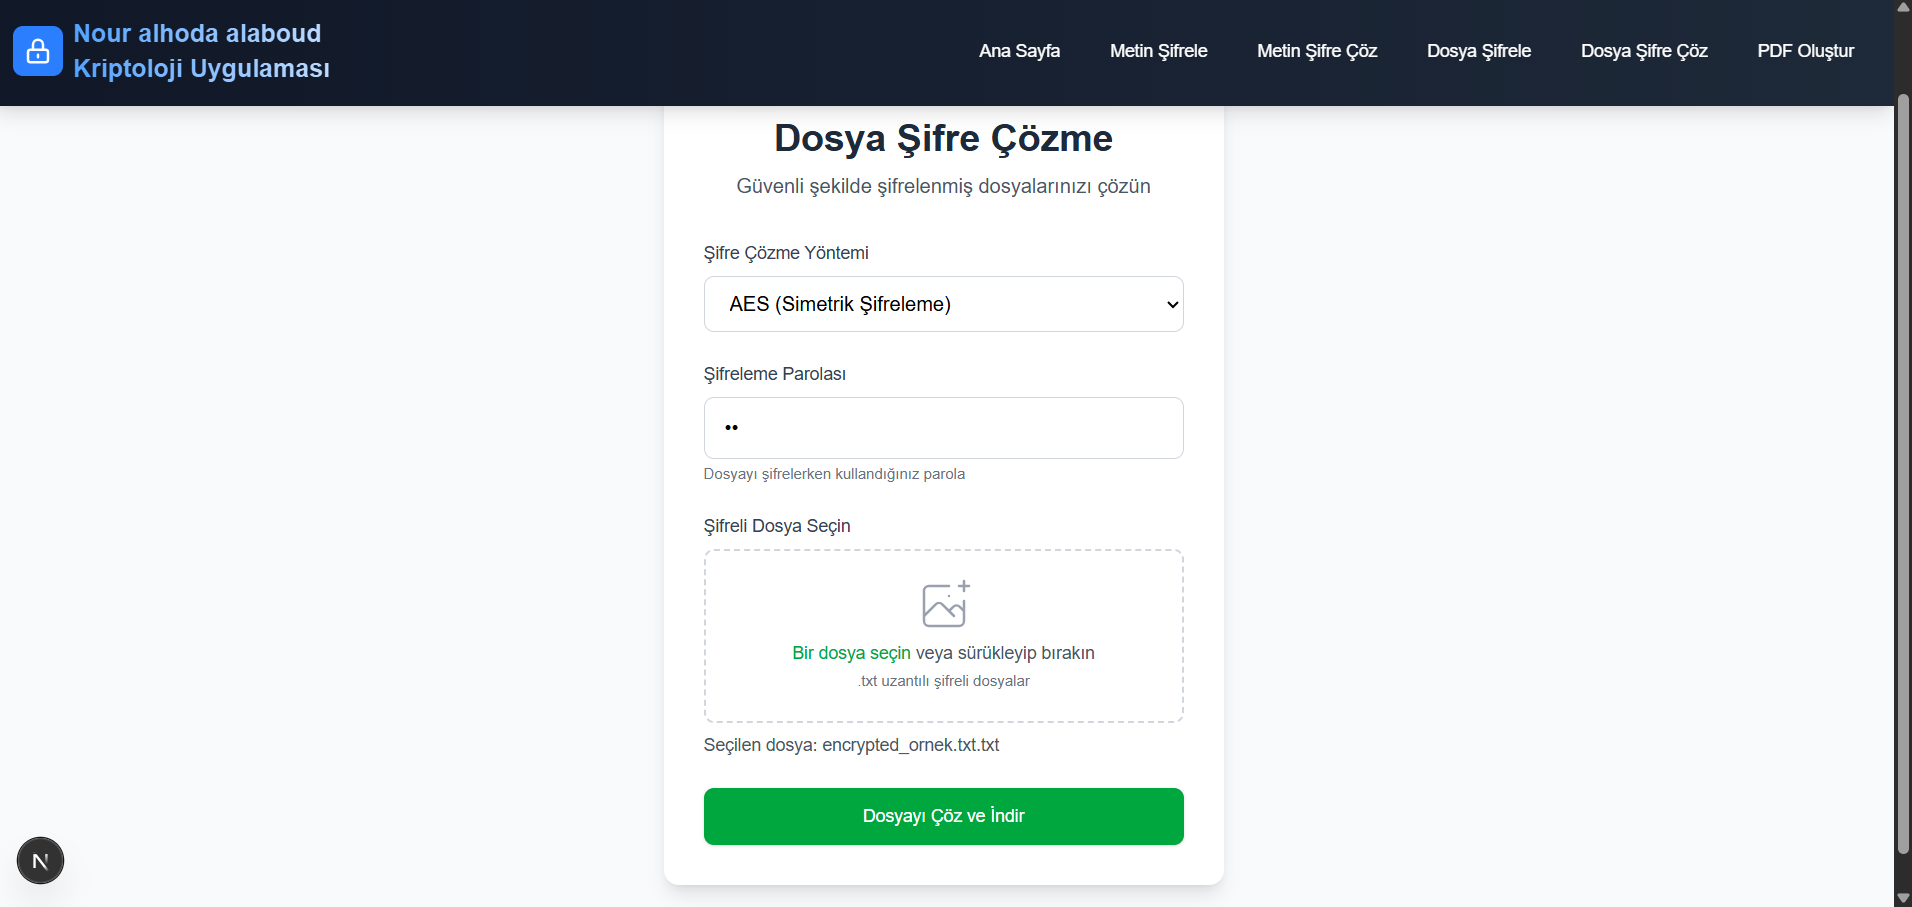 Nour alhoda alaboud
Kriptoloji Uygulaması
Ana Sayfa
Metin Şifrele
Metin Şifre Çöz
Dosya Şifrele
Dosya Şifre Çöz
PDF Oluştur
Dosya Şifre Çözme
Güvenli şekilde şifrelenmiş dosyalarınızı çözün
Şifre Çözme Yöntemi
AES (Simetrik Şifreleme)
Şifreleme Parolası
••
Dosyayı şifrelerken kullandığınız parola
Şifreli Dosya Seçin
Bir dosya seçin veya sürükleyip bırakın
.txt uzantılı şifreli dosyalar
Seçilen dosya: encrypted_ornek.txt.txt
Dosyayı Çöz ve İndir
N